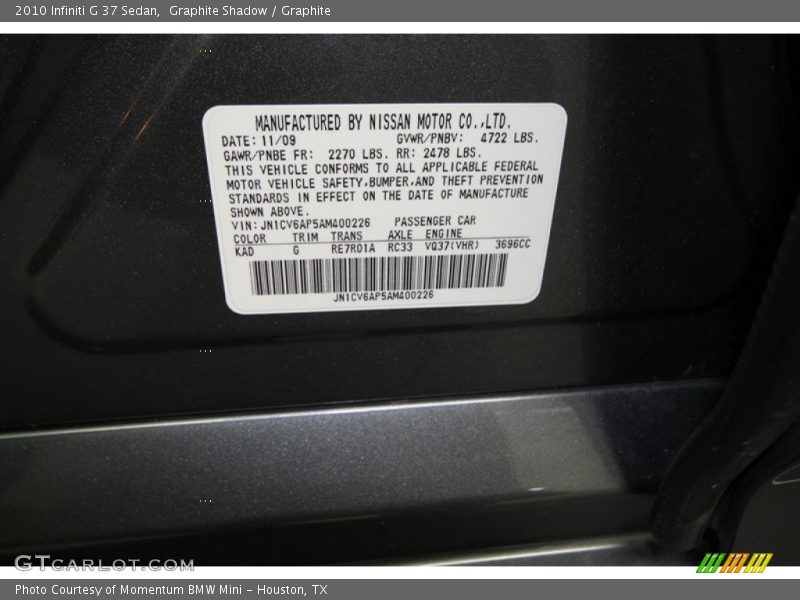 2010 Infiniti G 37 Sedan,  Graphite Shadow / Graphite
MANUFACTURED BY NISSAN MOTOR CO.,LTD.
DATE: 11/09 GVWR/PNBV: 4722 LBS.
GAWR/PNBE FR: 2270 LBS. RR: 2478 LBS.
THIS VEHICLE CONFORMS TO ALL APPLICABLE FEDERAL
MOTOR VEHICLE SAFETY,BUMPER,AND THEFT PREVENTION
STANDARDS IN EFFECT ON THE DATE OF MANUFACTURE
SHOWN ABOVE.
VIN: JN1CV6AP5AM400226 PASSENGER CAR
COLOR TRIM TRANS AXLE ENGINE
KAD G RE7R01A RC33 VQ37(VHR) 3696CC
JN1CV6AP5AM400226
GTCARLOT.COM
Photo Courtesy of Momentum BMW Mini - Houston, TX